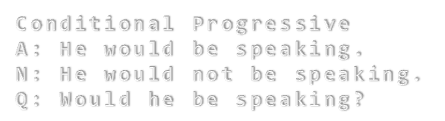 Conditional Progressive
A: He would be speaking.
N: He would not be speaking.
Q: Would he be speaking?